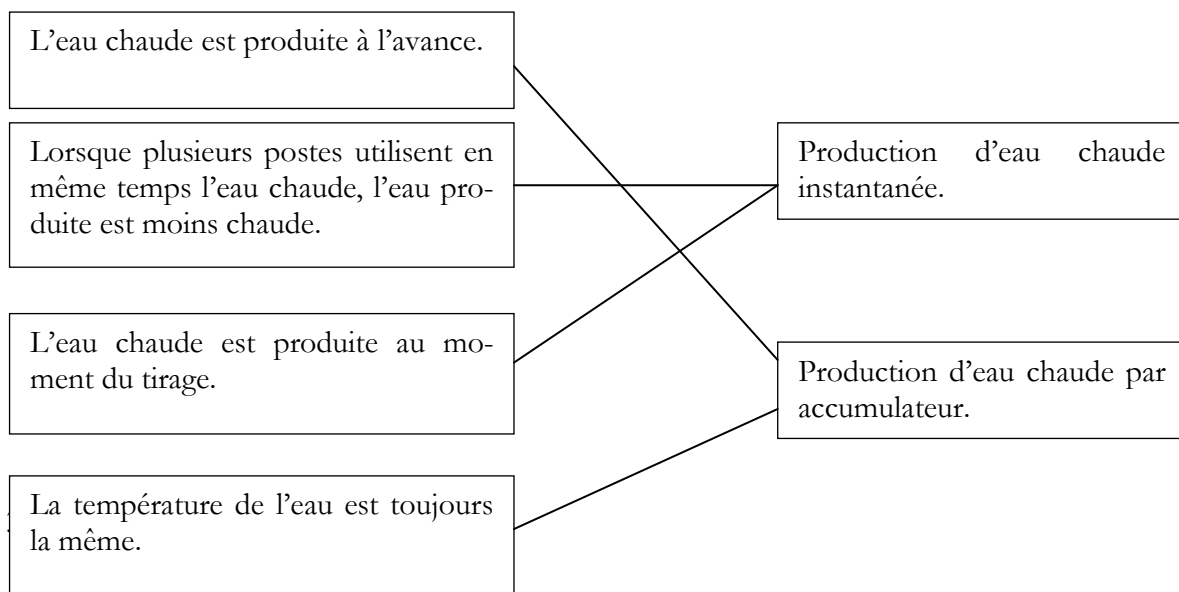 L’eau chaude est produite à l’avance.
Lorsque plusieurs postes utilisent en
même temps l’eau chaude, l’eau pro-
duite est moins chaude.
L’eau chaude est produite au mo-
ment du tirage.
La température de l’eau est toujours
la même.
Production d’eau chaude
instantanée.
Production d’eau chaude par
accumulateur.